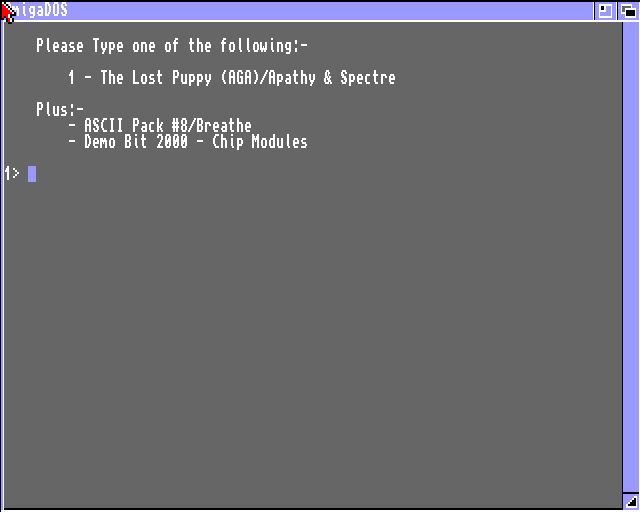 migaDOS
Please Type one of the following:-
1 - The Lost Puppy (AGA)/Apathy & Spectre
Plus:-
- ASCII Pack #8/Breathe
- Demo Bit 2000 - Chip Modules
1>